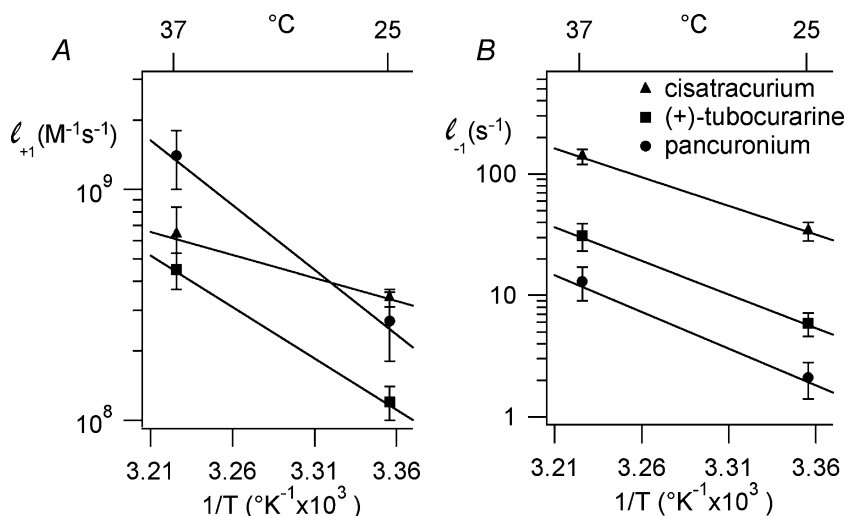 A
°C
37
25
ℓ₊₁ (M⁻¹s⁻¹)
10⁹
10⁸
3.21
3.26
3.31
3.36
1/T (°K⁻¹x10³)
B
°C
37
25
ℓ₋₁ (s⁻¹)
▲ cisatracurium
■ (+)-tubocurarine
● pancuronium
100
10
1
3.21
3.26
3.31
3.36
1/T (°K⁻¹x10³)